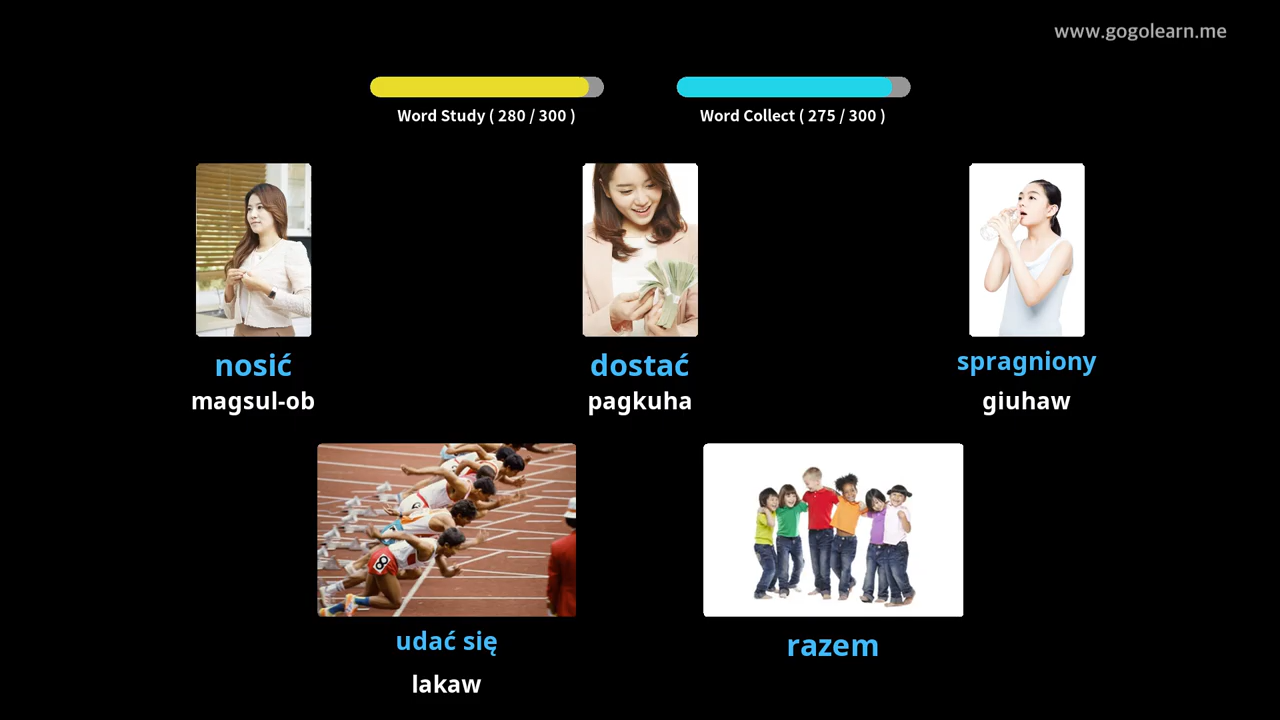 www.gogolearn.me
Word Study ( 280 / 300 )
Word Collect ( 275 / 300 )
nosić
magsul-ob
dostać
pagkuha
spragniony
giuhaw
8
udać się
lakaw
razem